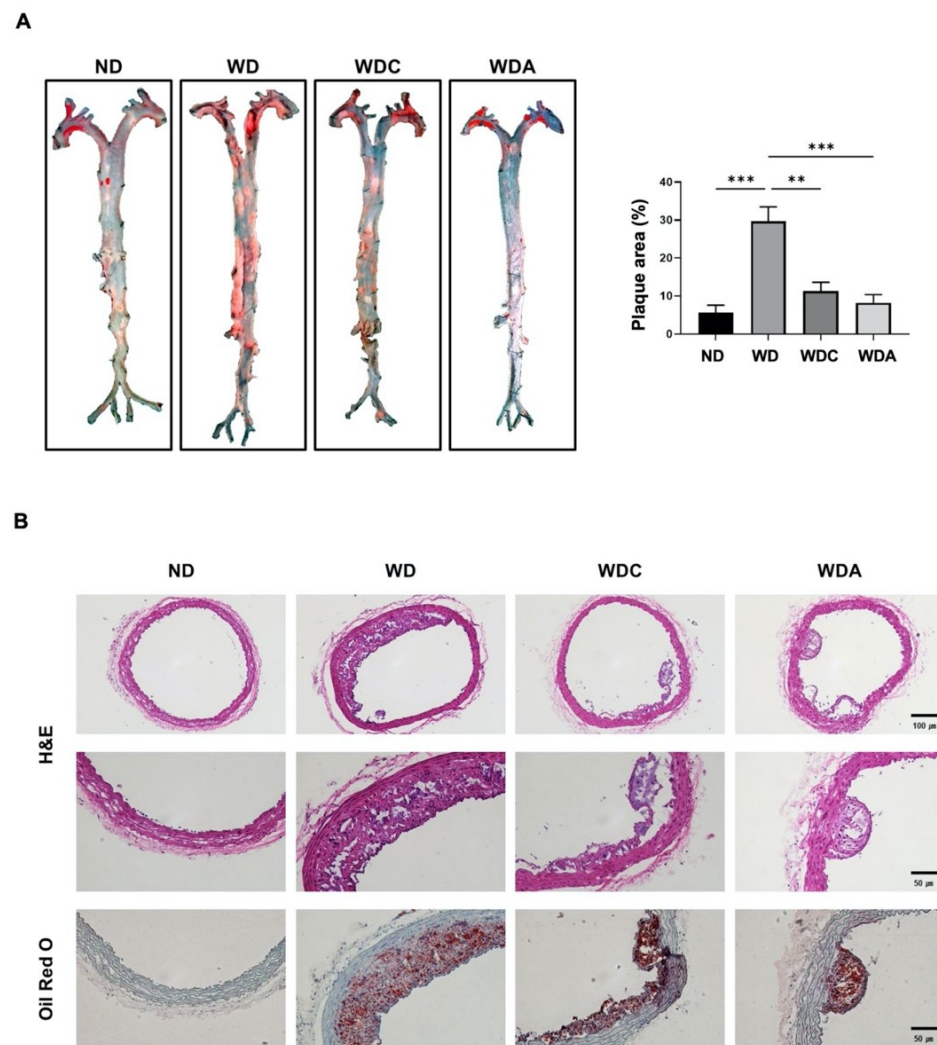 A
ND WD WDC WDA
*** 
*** **
40
30
20
10
0
Plaque area (%)
ND WD WDC WDA
B
ND WD WDC WDA
H&E
100 μm
50 μm
Oil Red O
50 μm